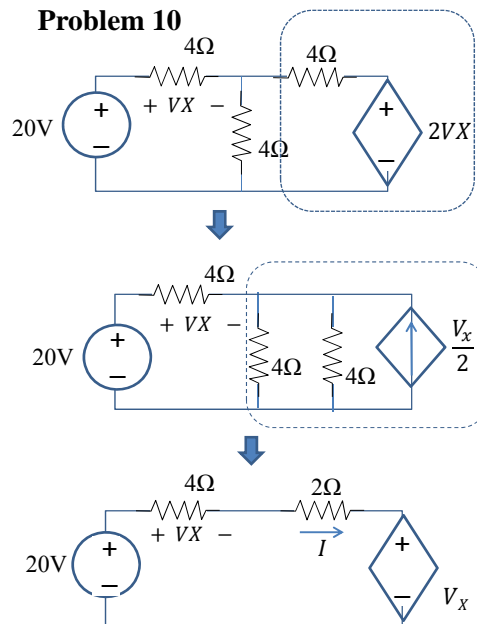 Problem 10
4Ω 4Ω
+ VX −
20V + − 4Ω + − 2VX
4Ω
+ VX −
20V + − 4Ω 4Ω Vx/2
4Ω 2Ω
+ VX − I
20V + − + − VX